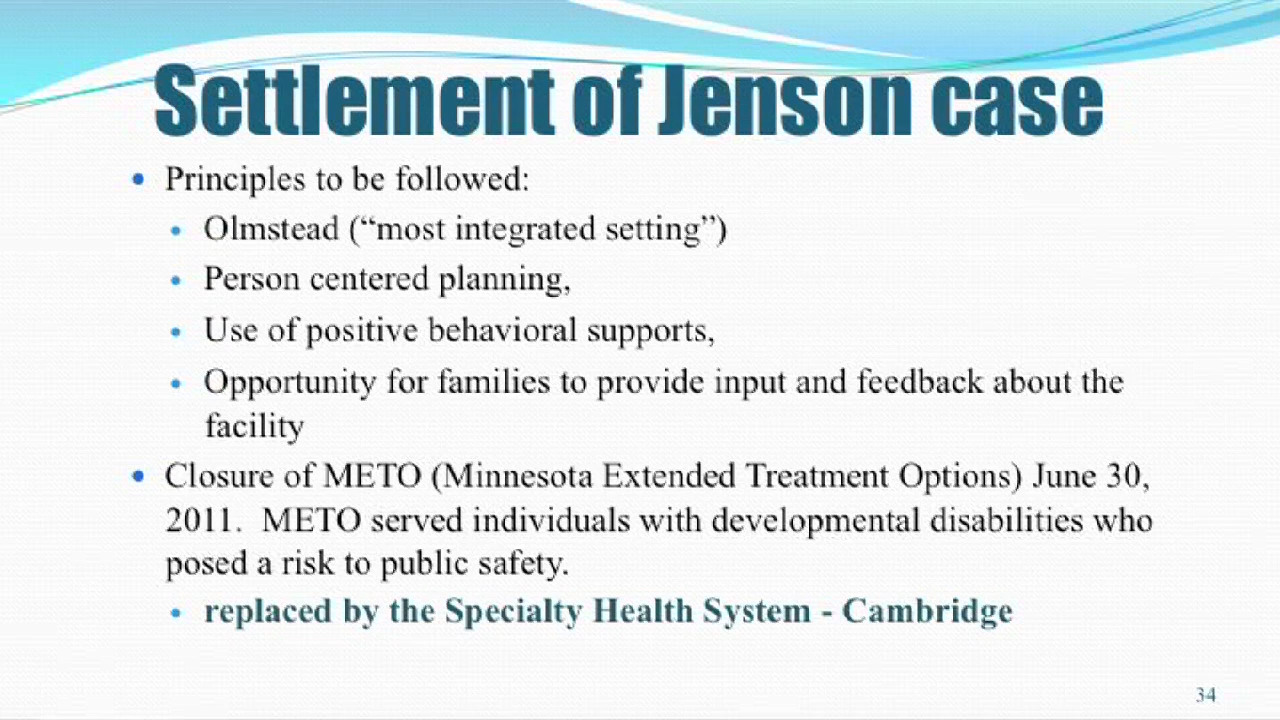 Settlement of Jenson case
• Principles to be followed:
• Olmstead (“most integrated setting”)
• Person centered planning,
• Use of positive behavioral supports,
• Opportunity for families to provide input and feedback about the
facility
• Closure of METO (Minnesota Extended Treatment Options) June 30,
2011.  METO served individuals with developmental disabilities who
posed a risk to public safety.
• replaced by the Specialty Health System - Cambridge
34